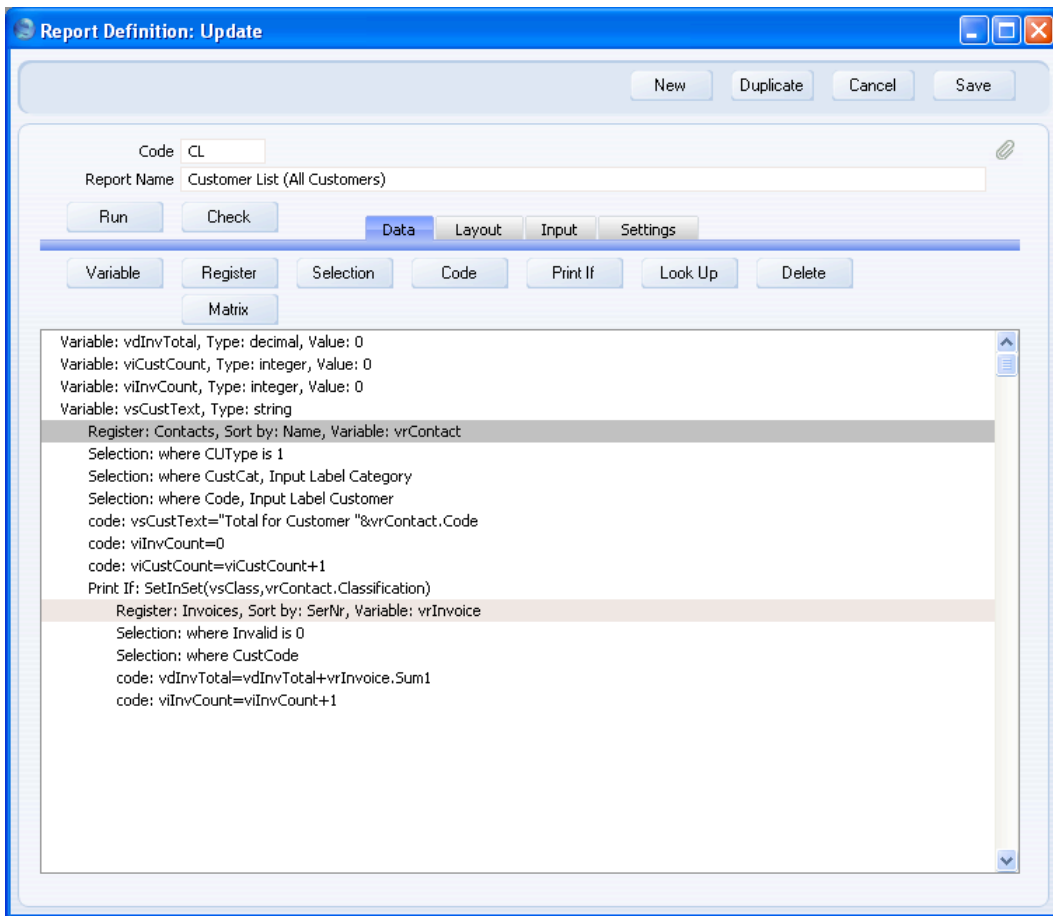 Report Definition: Update
New Duplicate Cancel Save
Code CL
Report Name Customer List (All Customers)
Run Check Data Layout Input Settings
Variable Register Selection Code Print If Look Up Delete
Matrix
Variable: vdInvTotal, Type: decimal, Value: 0
Variable: viCustCount, Type: integer, Value: 0
Variable: viInvCount, Type: integer, Value: 0
Variable: vsCustText, Type: string
Register: Contacts, Sort by: Name, Variable: vrContact
Selection: where CUType is 1
Selection: where CustCat, Input Label Category
Selection: where Code, Input Label Customer
code: vsCustText="Total for Customer "&vrContact.Code
code: viInvCount=0
code: viCustCount=viCustCount+1
Print If: SetInSet(vsClass,vrContact.Classification)
Register: Invoices, Sort by: SerNr, Variable: vrInvoice
Selection: where Invalid is 0
Selection: where CustCode
code: vdInvTotal=vdInvTotal+vrInvoice.Sum1
code: viInvCount=viInvCount+1